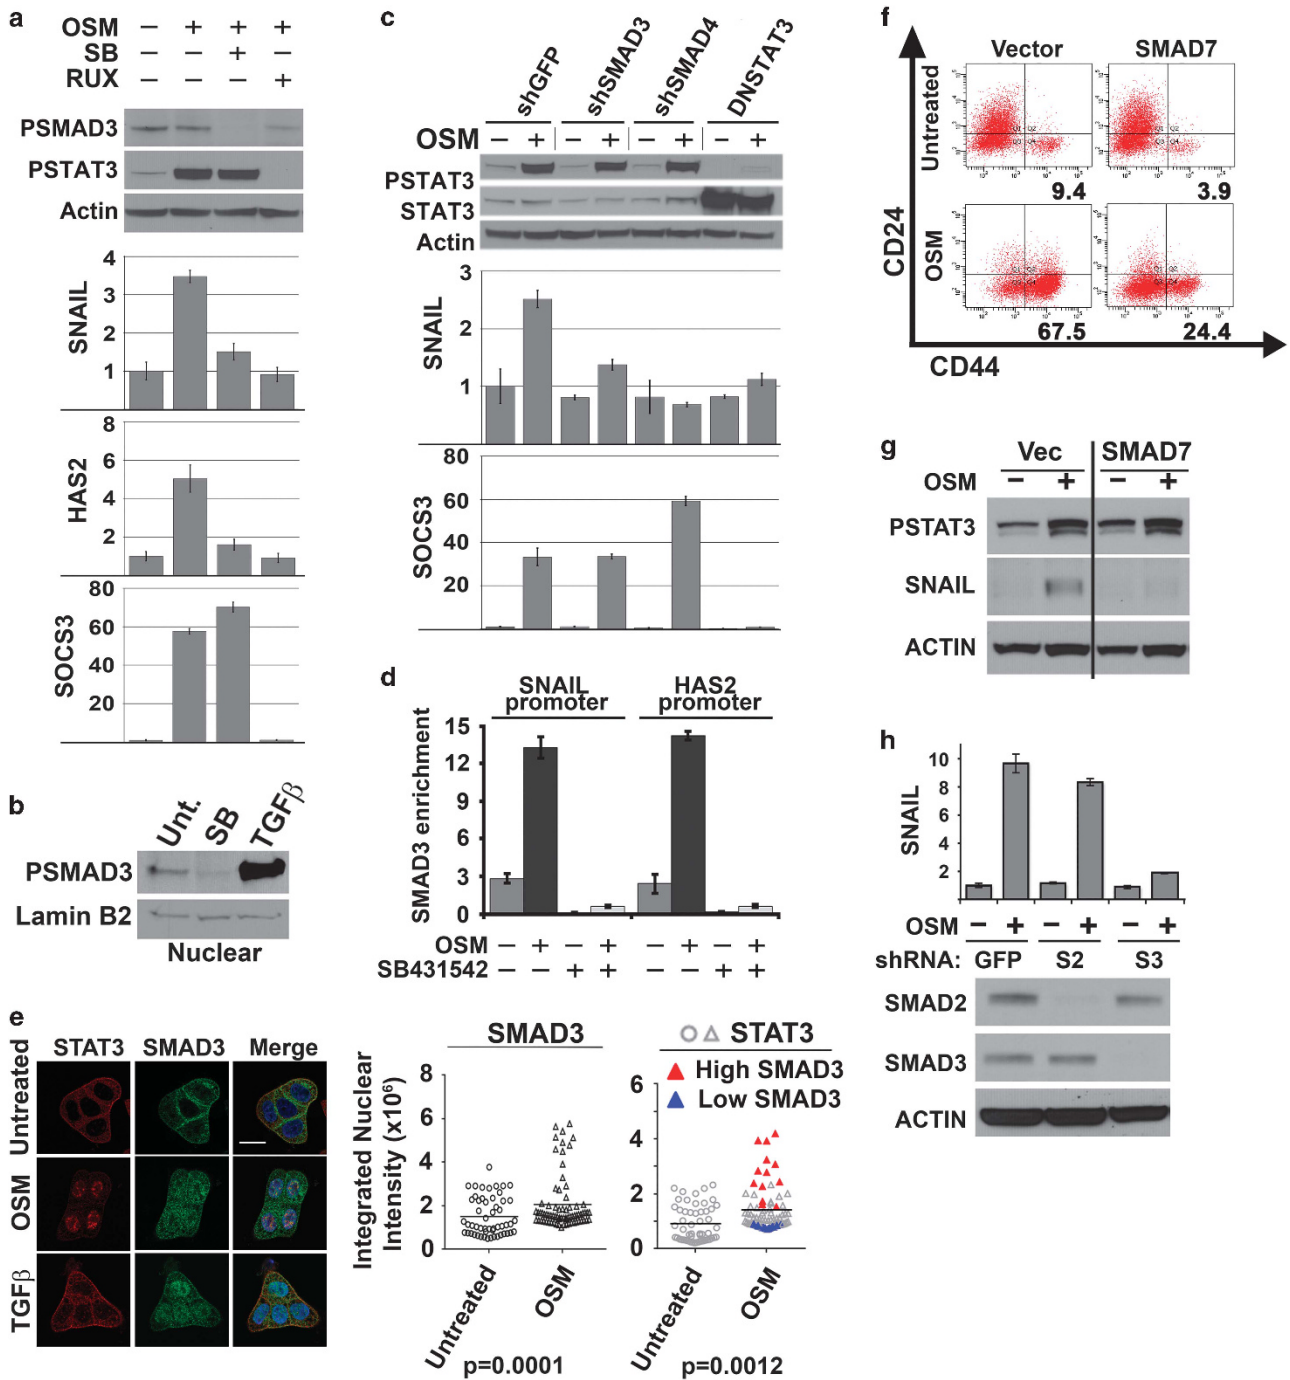 a
OSM − + + +
SB − − + −
RUX − − − +
PSMAD3
PSTAT3
Actin
SNAIL
4
3
2
1
HAS2
8
6
4
2
SOCS3
80
60
40
20
b
Unt. SB TGFβ
PSMAD3
Lamin B2
Nuclear
c
shGFP shSMAD3 shSMAD4 DNSTAT3
OSM − + − + − + − +
PSTAT3
STAT3
Actin
SNAIL
3
2
1
SOCS3
80
60
40
20
d
SNAIL promoter HAS2 promoter
SMAD3 enrichment
15
12
9
6
3
0
OSM − + − + − + − +
SB431542 − − + + − − + +
e
STAT3 SMAD3 Merge
Untreated
OSM
TGFβ
Integrated Nuclear
Intensity (x10⁶)
SMAD3
8
6
4
2
0
Untreated OSM
p=0.0001
STAT3
High SMAD3
Low SMAD3
6
4
2
0
Untreated OSM
p=0.0012
f
Vector SMAD7
Untreated
9.4 3.9
OSM
67.5 24.4
CD24
CD44
g
Vec SMAD7
OSM − + − +
PSTAT3
SNAIL
ACTIN
h
SNAIL
10
8
6
4
2
OSM − + − + − +
shRNA: GFP S2 S3
SMAD2
SMAD3
ACTIN